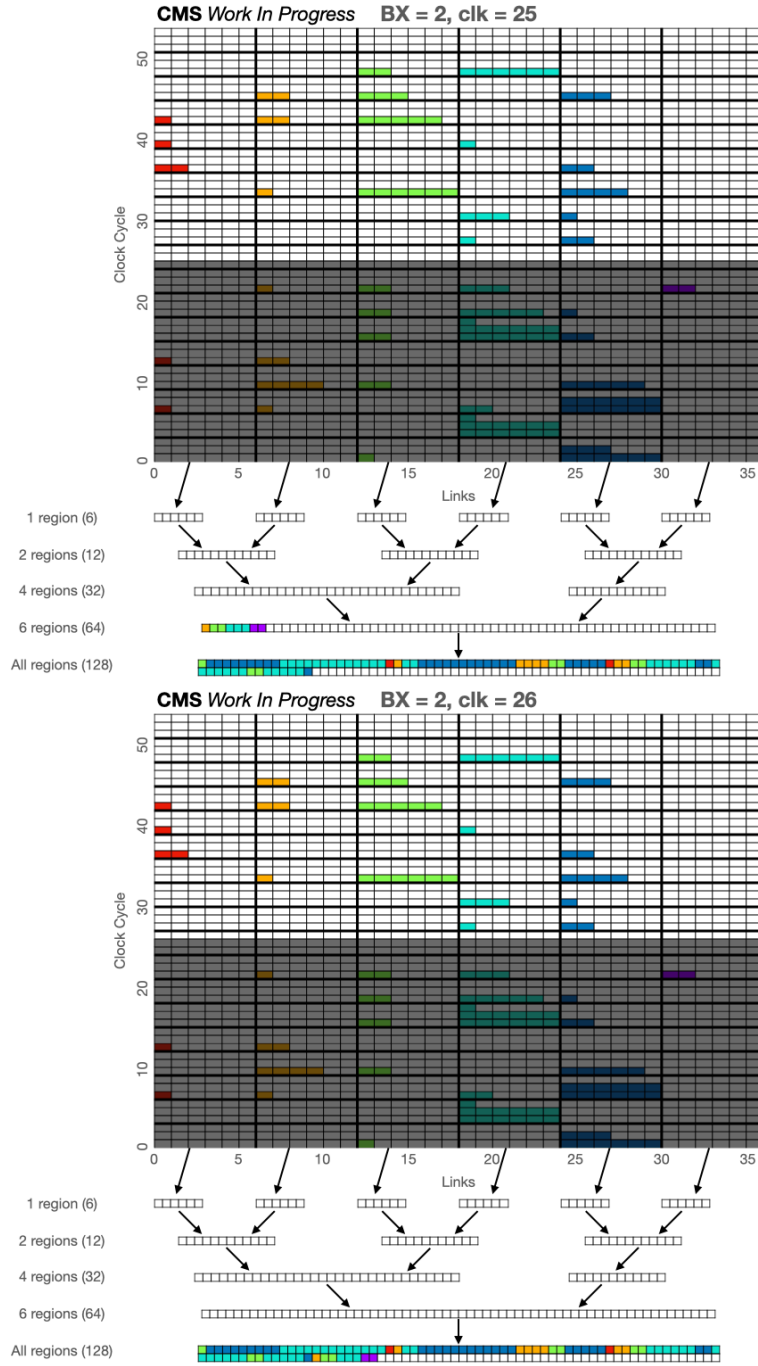 CMS Work In Progress BX = 2, clk = 25
50
40
30
20
10
0
Clock Cycle
0 5 10 15 20 25 30 35
Links
1 region (6)
2 regions (12)
4 regions (32)
6 regions (64)
All regions (128)
CMS Work In Progress BX = 2, clk = 26
50
40
30
20
10
0
Clock Cycle
0 5 10 15 20 25 30 35
Links
1 region (6)
2 regions (12)
4 regions (32)
6 regions (64)
All regions (128)